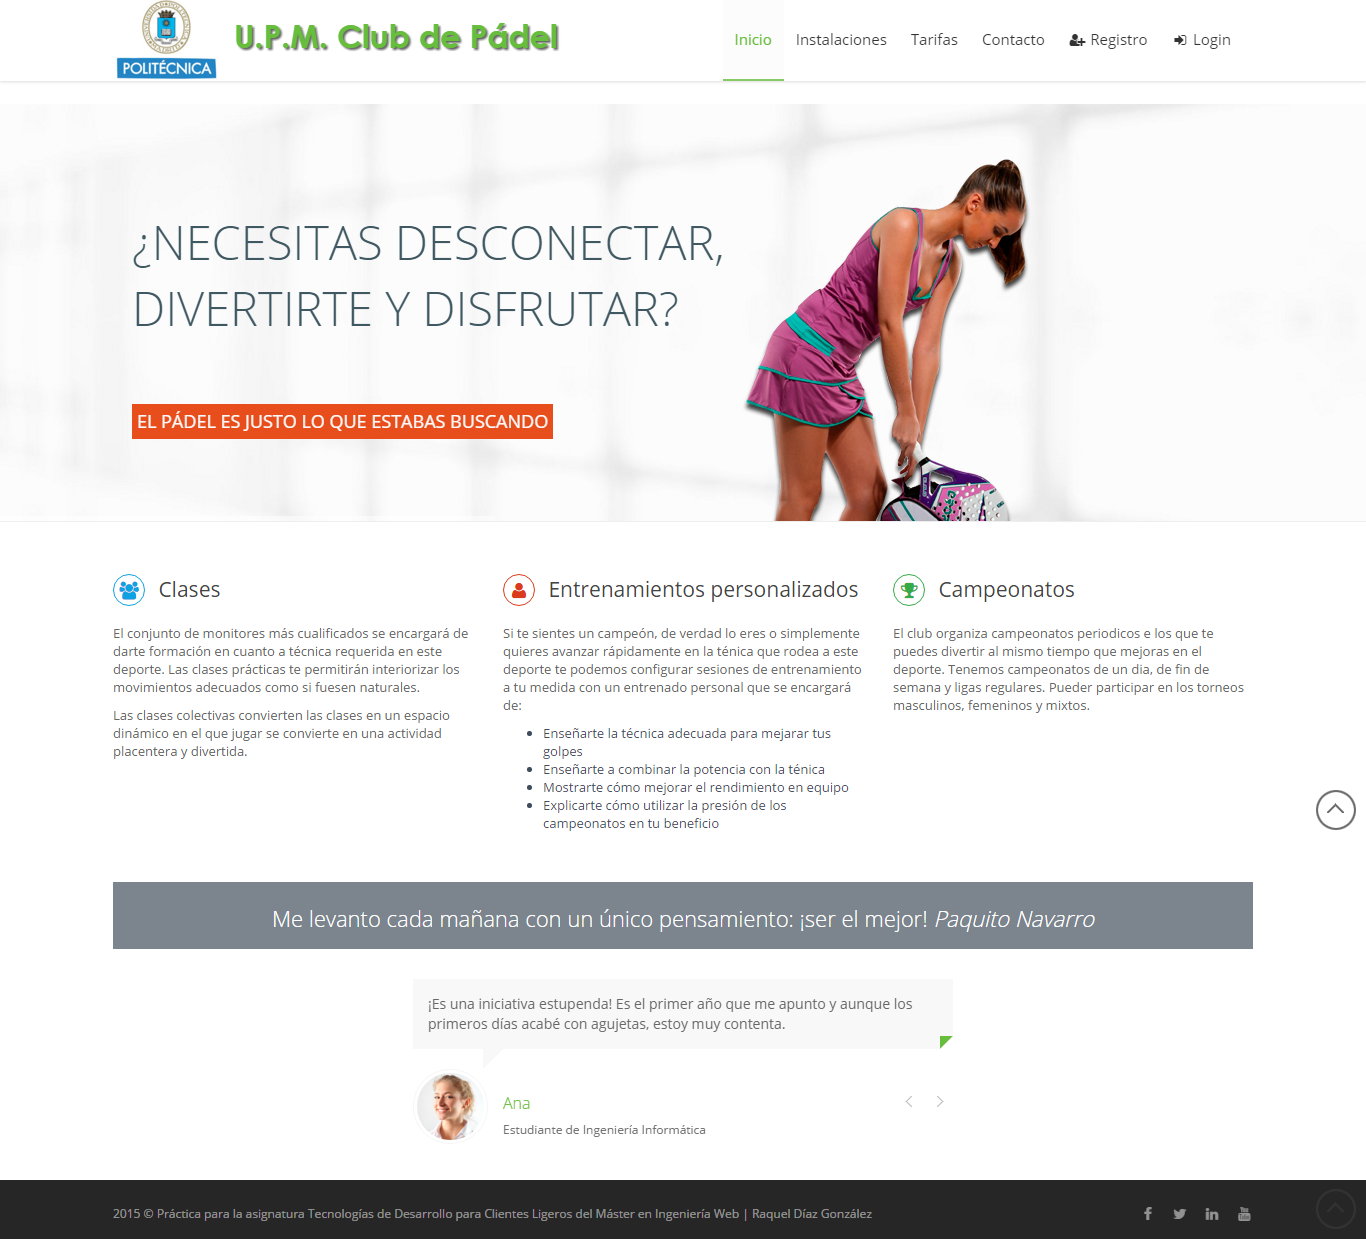 POLITÉCNICA
U.P.M. Club de Pádel
Inicio
Instalaciones
Tarifas
Contacto
Registro
Login
¿NECESITAS DESCONECTAR,
DIVERTIRTE Y DISFRUTAR?
EL PÁDEL ES JUSTO LO QUE ESTABAS BUSCANDO
Clases
El conjunto de monitores más cualificados se encargará de
darte formación en cuanto a técnica requerida en este
deporte. Las clases prácticas te permitirán interiorizar los
movimientos adecuados como si fuesen naturales.
Las clases colectivas convierten las clases en un espacio
dinámico en el que jugar se convierte en una actividad
placentera y divertida.
Entrenamientos personalizados
Si te sientes un campeón, de verdad lo eres o simplemente
quieres avanzar rápidamente en la ténica que rodea a este
deporte te podemos configurar sesiones de entrenamiento
a tu medida con un entrenado personal que se encargará
de:
Enseñarte la técnica adecuada para mejarar tus
golpes
Enseñarte a combinar la potencia con la ténica
Mostrarte cómo mejorar el rendimiento en equipo
Explicarte cómo utilizar la presión de los
campeonatos en tu beneficio
Campeonatos
El club organiza campeonatos periodicos e los que te
puedes divertir al mismo tiempo que mejoras en el
deporte. Tenemos campeonatos de un dia, de fin de
semana y ligas regulares. Pueder participar en los torneos
masculinos, femeninos y mixtos.
Me levanto cada mañana con un único pensamiento: ¡ser el mejor! Paquito Navarro
¡Es una iniciativa estupenda! Es el primer año que me apunto y aunque los
primeros días acabé con agujetas, estoy muy contenta.
Ana
Estudiante de Ingeniería Informática
2015 © Práctica para la asignatura Tecnologías de Desarrollo para Clientes Ligeros del Máster en Ingeniería Web | Raquel Díaz González